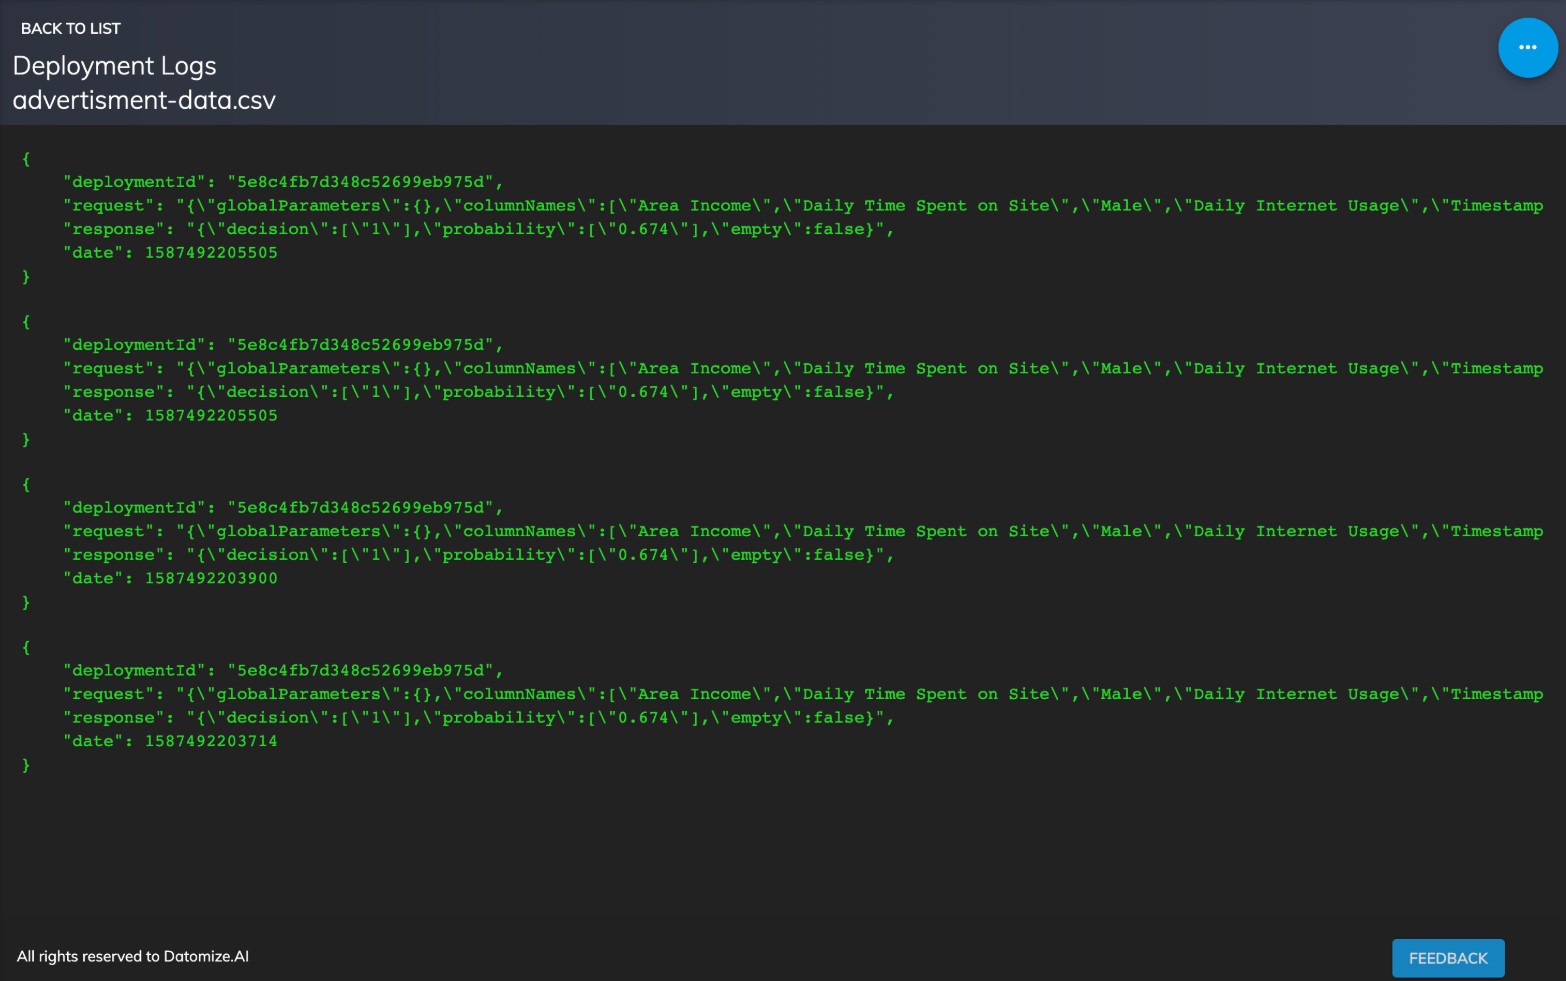 BACK TO LIST
Deployment Logs
advertisment-data.csv
...
{
"deploymentId": "5e8c4fb7d348c52699eb975d",
"request": "{\"globalParameters\":{},\"columnNames\":[\"Area Income\",\"Daily Time Spent on Site\",\"Male\",\"Daily Internet Usage\",\"Timestamp
"response": "{\"decision\":[\"1\"],\"probability\":[\"0.674\"],\"empty\":false}",
"date": 1587492205505
}
{
"deploymentId": "5e8c4fb7d348c52699eb975d",
"request": "{\"globalParameters\":{},\"columnNames\":[\"Area Income\",\"Daily Time Spent on Site\",\"Male\",\"Daily Internet Usage\",\"Timestamp
"response": "{\"decision\":[\"1\"],\"probability\":[\"0.674\"],\"empty\":false}",
"date": 1587492205505
}
{
"deploymentId": "5e8c4fb7d348c52699eb975d",
"request": "{\"globalParameters\":{},\"columnNames\":[\"Area Income\",\"Daily Time Spent on Site\",\"Male\",\"Daily Internet Usage\",\"Timestamp
"response": "{\"decision\":[\"1\"],\"probability\":[\"0.674\"],\"empty\":false}",
"date": 1587492203900
}
{
"deploymentId": "5e8c4fb7d348c52699eb975d",
"request": "{\"globalParameters\":{},\"columnNames\":[\"Area Income\",\"Daily Time Spent on Site\",\"Male\",\"Daily Internet Usage\",\"Timestamp
"response": "{\"decision\":[\"1\"],\"probability\":[\"0.674\"],\"empty\":false}",
"date": 1587492203714
}
All rights reserved to Datomize.AI
FEEDBACK